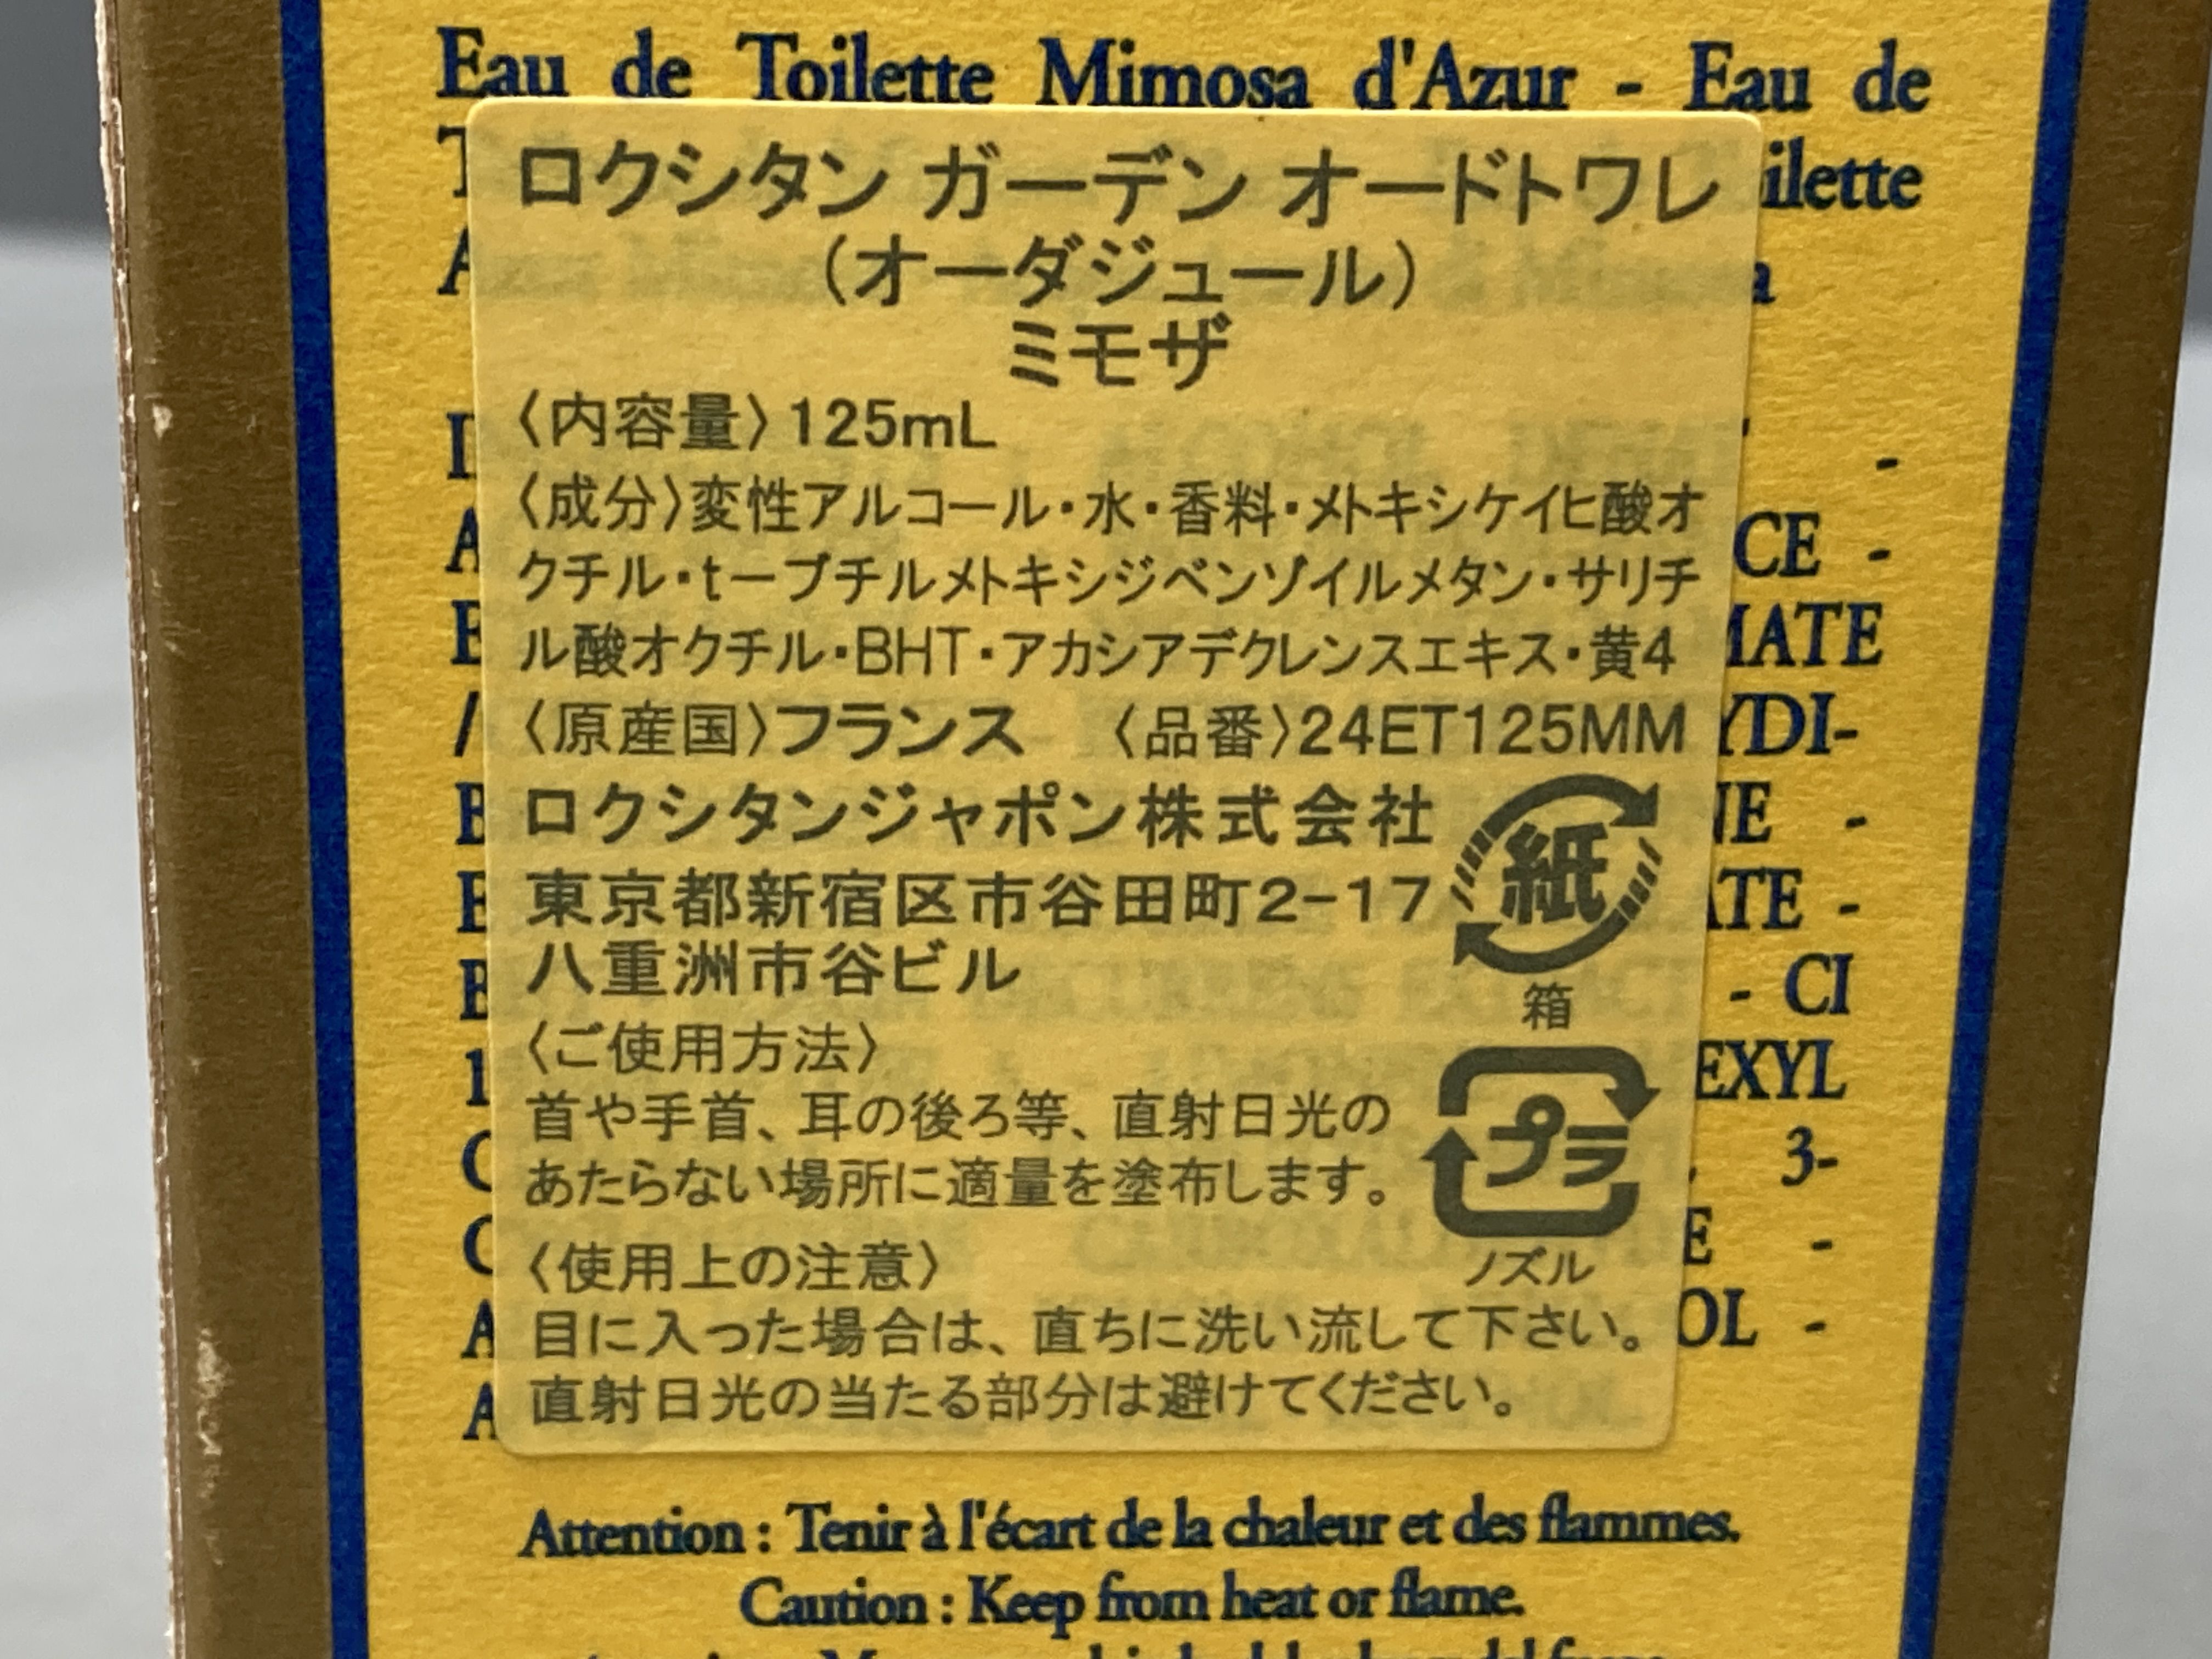 Eau de Toilette Mimosa d'Azur - Eau de
ilette
ロクシタン ガーデン オードトワレ
(オーダジュール)
ミモザ
〈内容量〉125mL
〈成分〉変性アルコール・水・香料・メトキシケイヒ酸オ
クチル・t－ブチルメトキシジベンゾイルメタン・サリチ
ル酸オクチル・BHT・アカシアデクレンスエキス・黄4
〈原産国〉フランス 〈品番〉24ET125MM
ロクシタンジャポン株式会社
東京都新宿区市谷田町2-17
八重洲市谷ビル
紙
箱
〈ご使用方法〉
首や手首、耳の後ろ等、直射日光の
あたらない場所に適量を塗布します。
プラ
ノズル
〈使用上の注意〉
目に入った場合は、直ちに洗い流して下さい。
直射日光の当たる部分は避けてください。
CE -
MATE
YDI-
NE -
ATE -
- CI
EXYL
3-
E -
OL -
Attention : Tenir à l'écart de la chaleur et des flammes.
Caution : Keep from heat or flame.